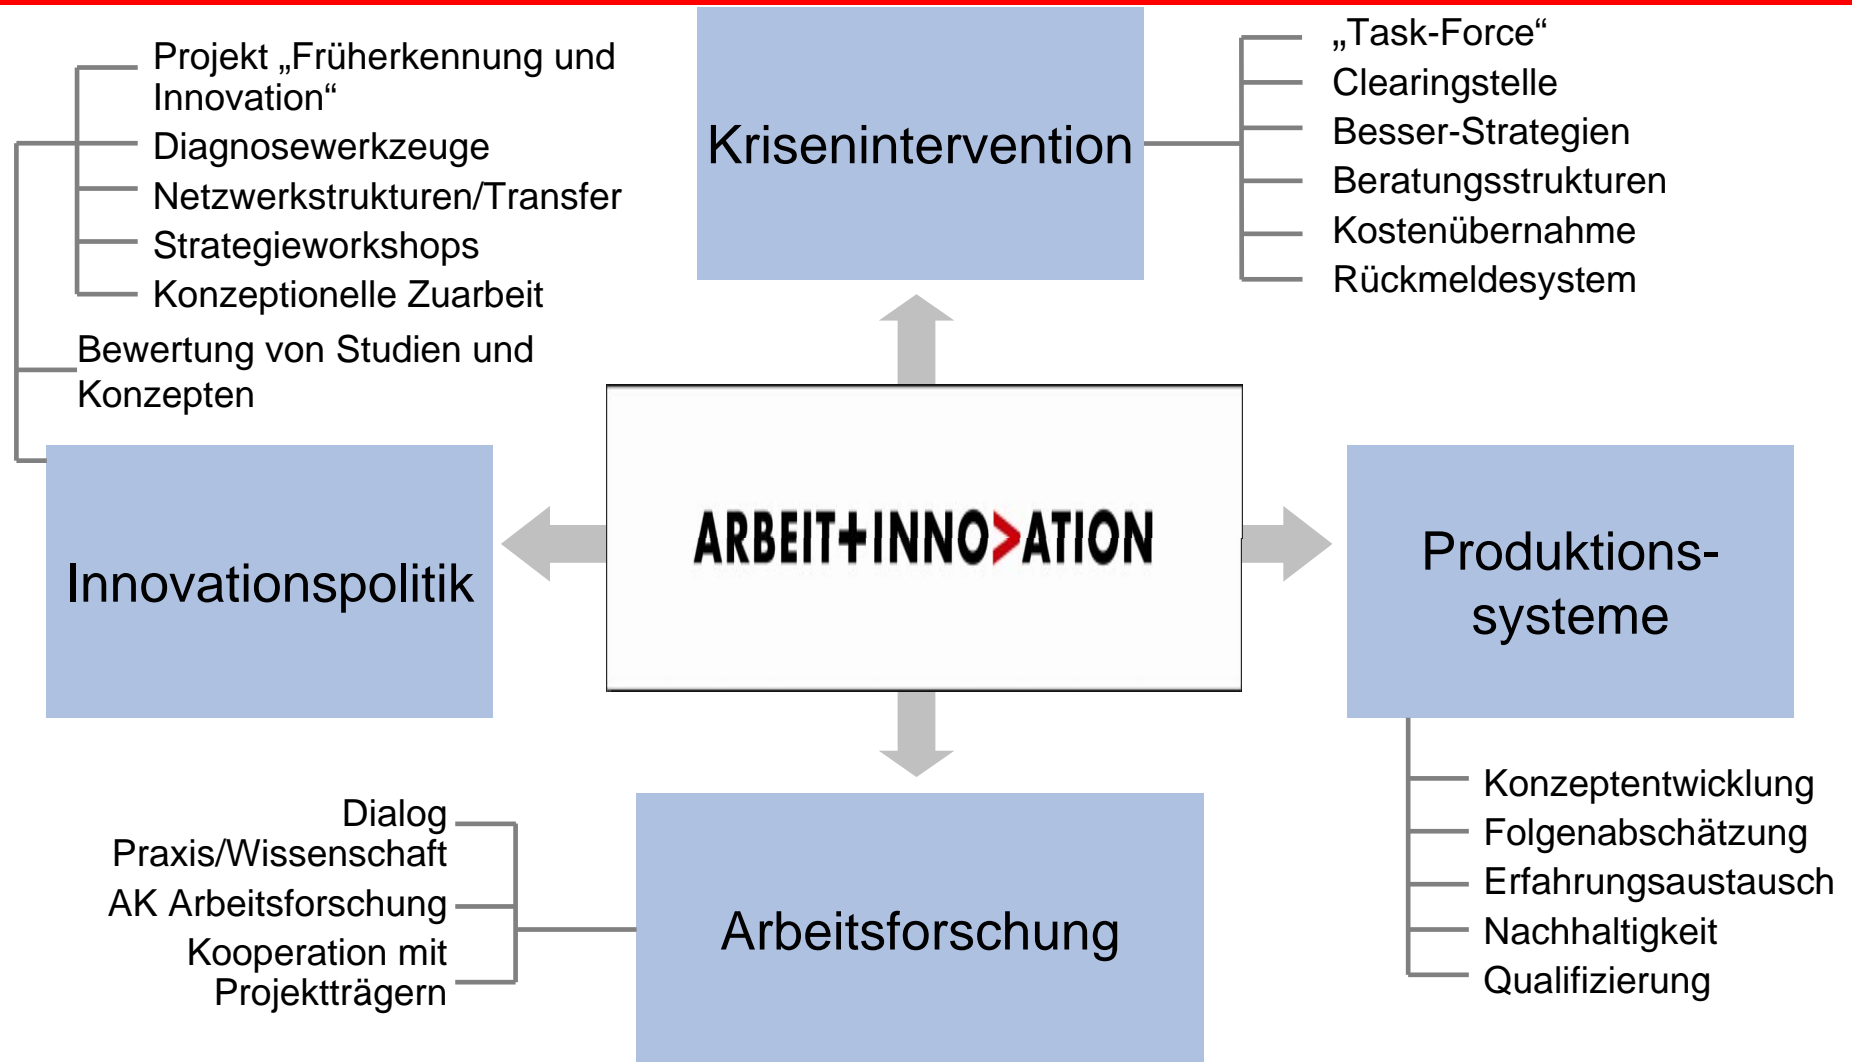 Projekt „Früherkennung und
Innovation“
Diagnosewerkzeuge
Netzwerkstrukturen/Transfer
Strategieworkshops
Konzeptionelle Zuarbeit
Bewertung von Studien und
Konzepten
Krisenintervention
„Task-Force“
Clearingstelle
Besser-Strategien
Beratungsstrukturen
Kostenübernahme
Rückmeldesystem
Innovationspolitik
ARBEIT+INNO>ATION
Produktions-
systeme
Dialog
Praxis/Wissenschaft
AK Arbeitsforschung
Kooperation mit
Projektträgern
Arbeitsforschung
Konzeptentwicklung
Folgenabschätzung
Erfahrungsaustausch
Nachhaltigkeit
Qualifizierung